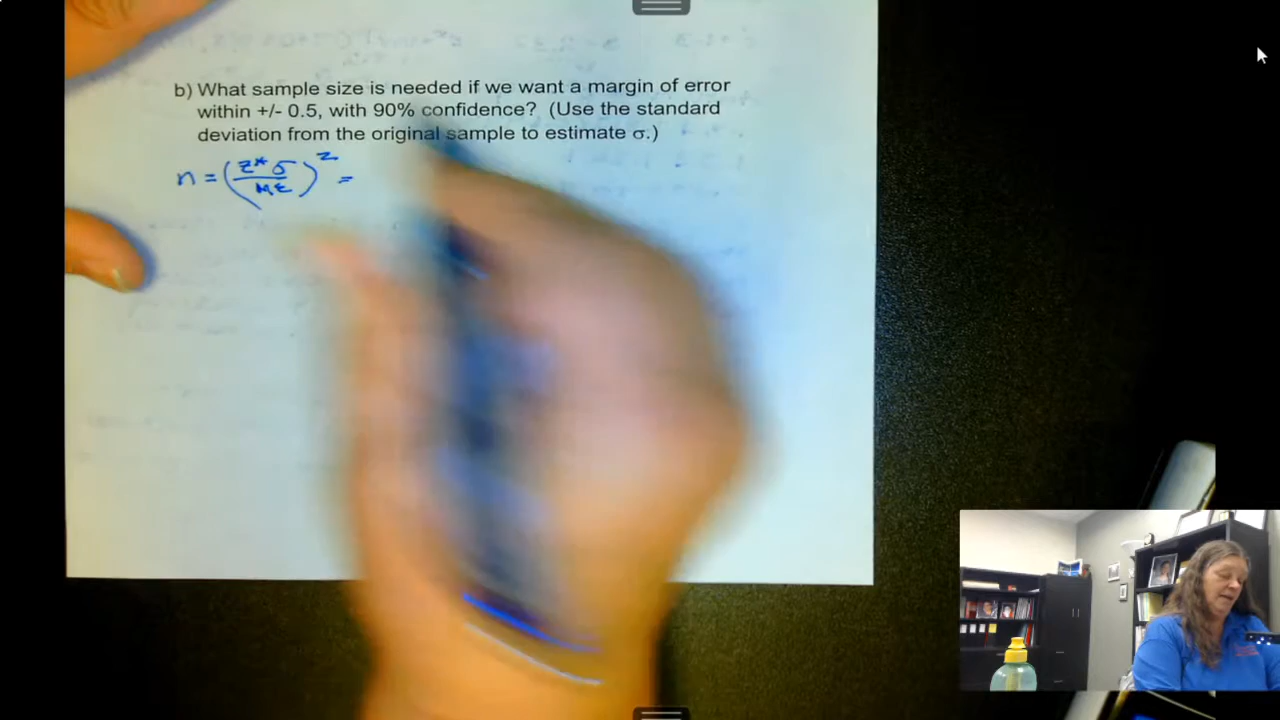 b) What sample size is needed if we want a margin of error
within +/- 0.5, with 90% confidence? (Use the standard
deviation from the original sample to estimate σ.)
n = (z* σ / ME)² =